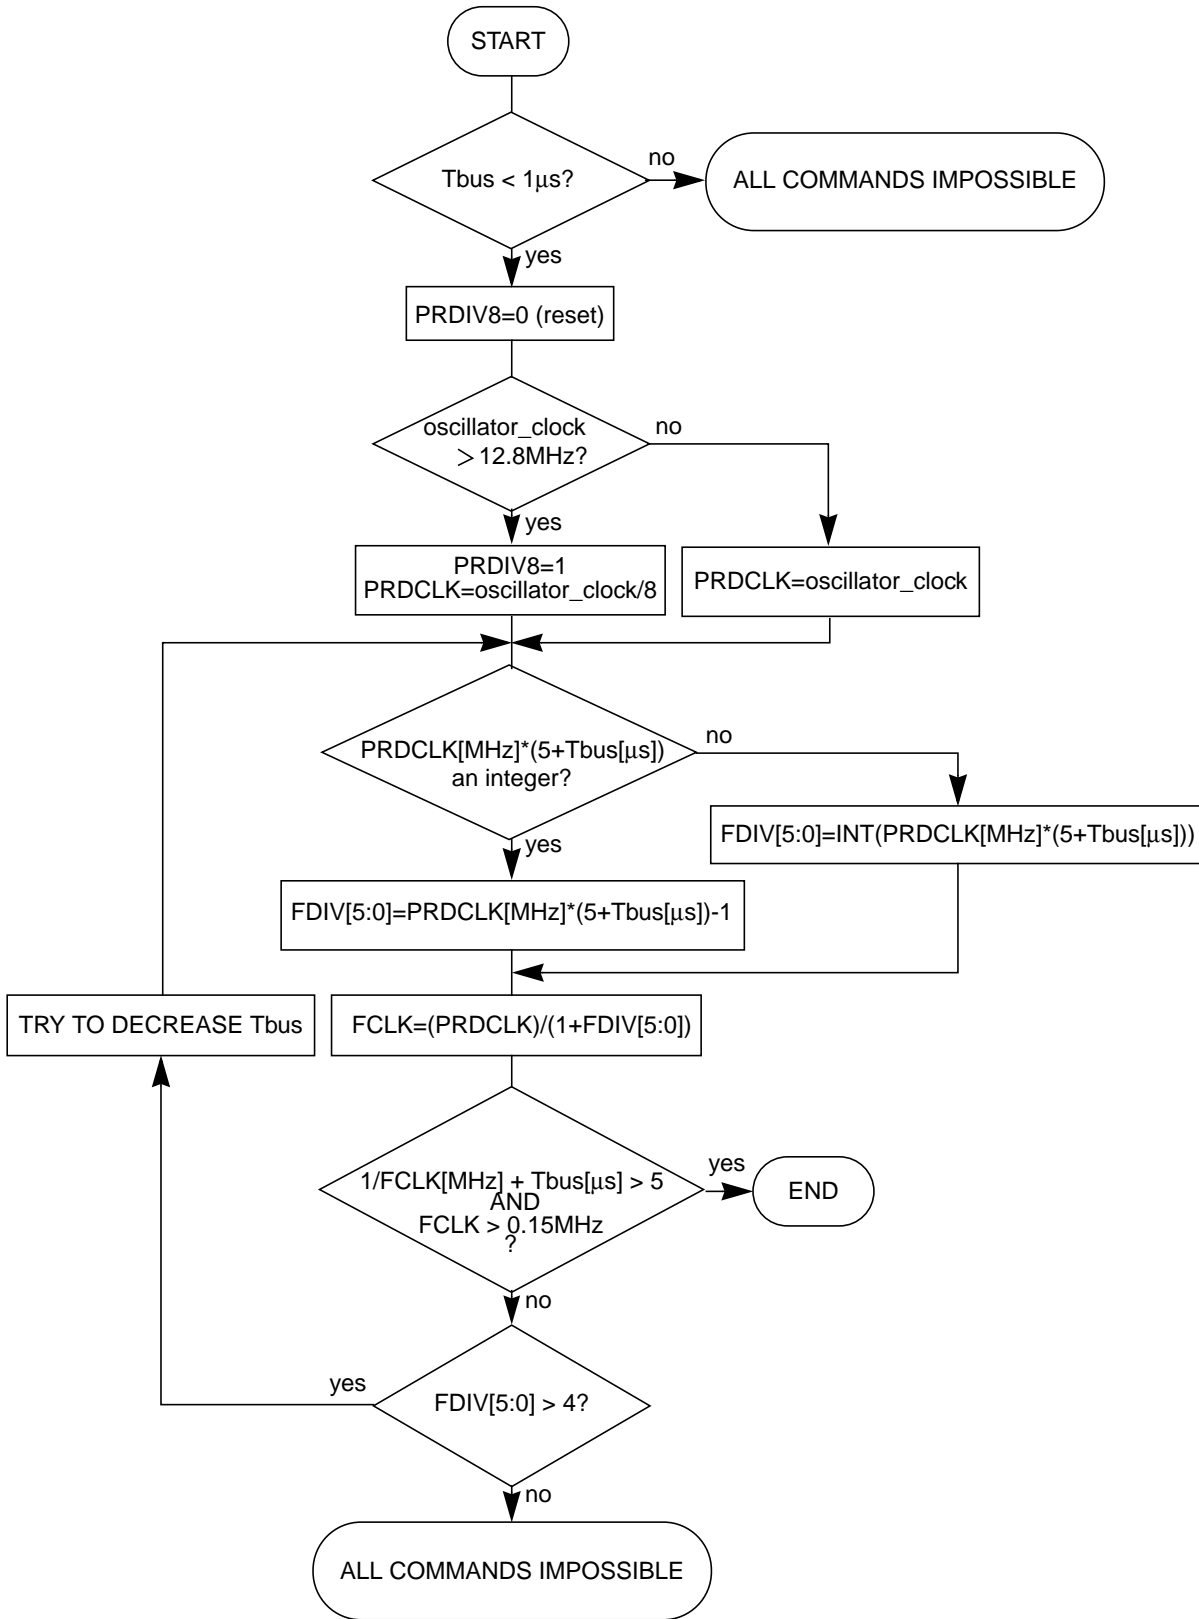 START
Tbus < 1μs?
no
ALL COMMANDS IMPOSSIBLE
yes
PRDIV8=0 (reset)
oscillator_clock
> 12.8MHz?
no
yes
PRDIV8=1
PRDCLK=oscillator_clock/8
PRDCLK=oscillator_clock
PRDCLK[MHz]*(5+Tbus[μs])
an integer?
no
yes
FDIV[5:0]=INT(PRDCLK[MHz]*(5+Tbus[μs]))
FDIV[5:0]=PRDCLK[MHz]*(5+Tbus[μs])-1
TRY TO DECREASE Tbus
FCLK=(PRDCLK)/(1+FDIV[5:0])
1/FCLK[MHz] + Tbus[μs] > 5
AND
FCLK > 0.15MHz
?
yes
END
no
yes
FDIV[5:0] > 4?
no
ALL COMMANDS IMPOSSIBLE